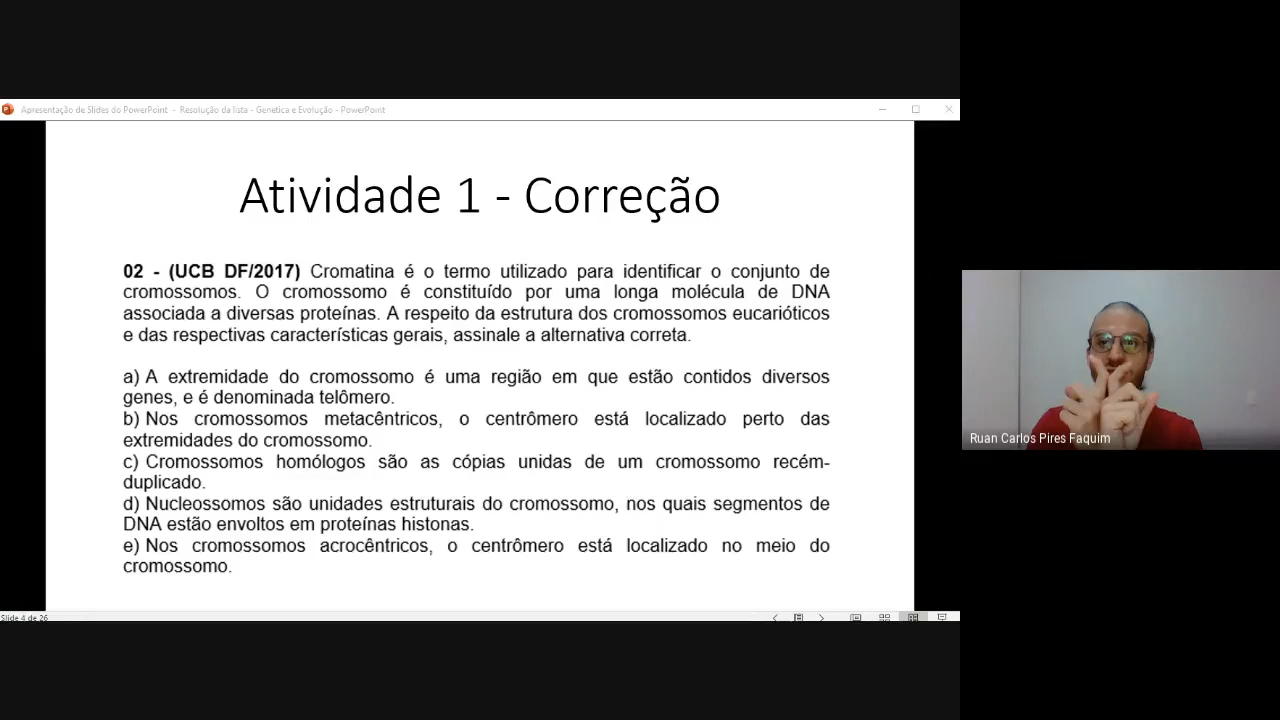 Apresentação de Slides do PowerPoint - Resolução da lista - Genetica e Evolução - PowerPoint
Atividade 1 - Correção
02 - (UCB DF/2017) Cromatina é o termo utilizado para identificar o conjunto de
cromossomos. O cromossomo é constituído por uma longa molécula de DNA
associada a diversas proteínas. A respeito da estrutura dos cromossomos eucarióticos
e das respectivas características gerais, assinale a alternativa correta.
a) A extremidade do cromossomo é uma região em que estão contidos diversos
genes, e é denominada telômero.
b) Nos cromossomos metacêntricos, o centrômero está localizado perto das
extremidades do cromossomo.
c) Cromossomos homólogos são as cópias unidas de um cromossomo recém-
duplicado.
d) Nucleossomos são unidades estruturais do cromossomo, nos quais segmentos de
DNA estão envoltos em proteínas histonas.
e) Nos cromossomos acrocêntricos, o centrômero está localizado no meio do
cromossomo.
Ruan Carlos Pires Faquim
Slide 4 de 26